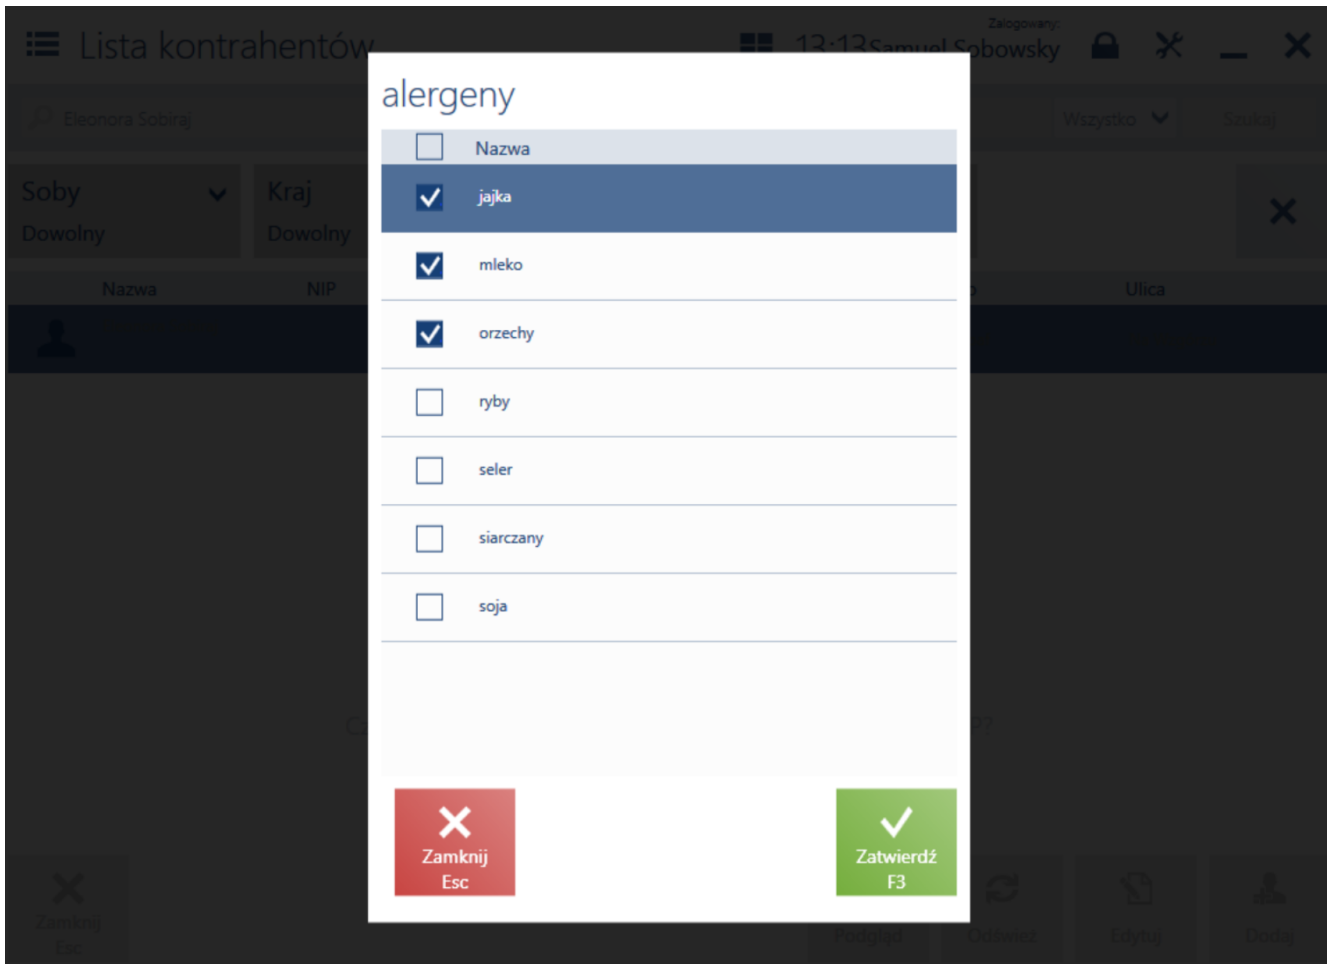 Lista kontrahentów
13:13
Zalogowany:
Samuel Sobowsky
Eleonora Sobiraj
Wszystko
Szukaj
alergeny
Nazwa
jajka
mleko
orzechy
ryby
seler
siarczany
soja
Zamknij
Esc
Zatwierdź
F3
Soby
Dowolny
Kraj
Dowolny
Nazwa
NIP
Ulica
Zamknij
Esc
Podgląd
Odśwież
Edytuj
Dodaj